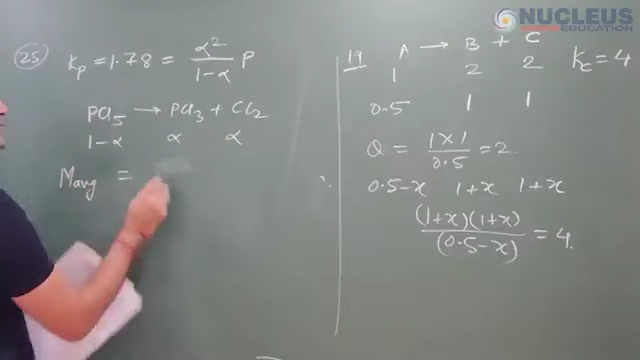 NUCLEUS
EDUCATION
25 Kp = 1.78 = α² / 1-α P
PCl5 → PCl3 + Cl2
1-α α α
Mavg =
19 A → B + C Kc = 4
1 2 2
0.5 1 1
Q = 1 × 1 / 0.5 = 2.
∴ 0.5-x 1+x 1+x
(1+x)(1+x) / (0.5-x) = 4.